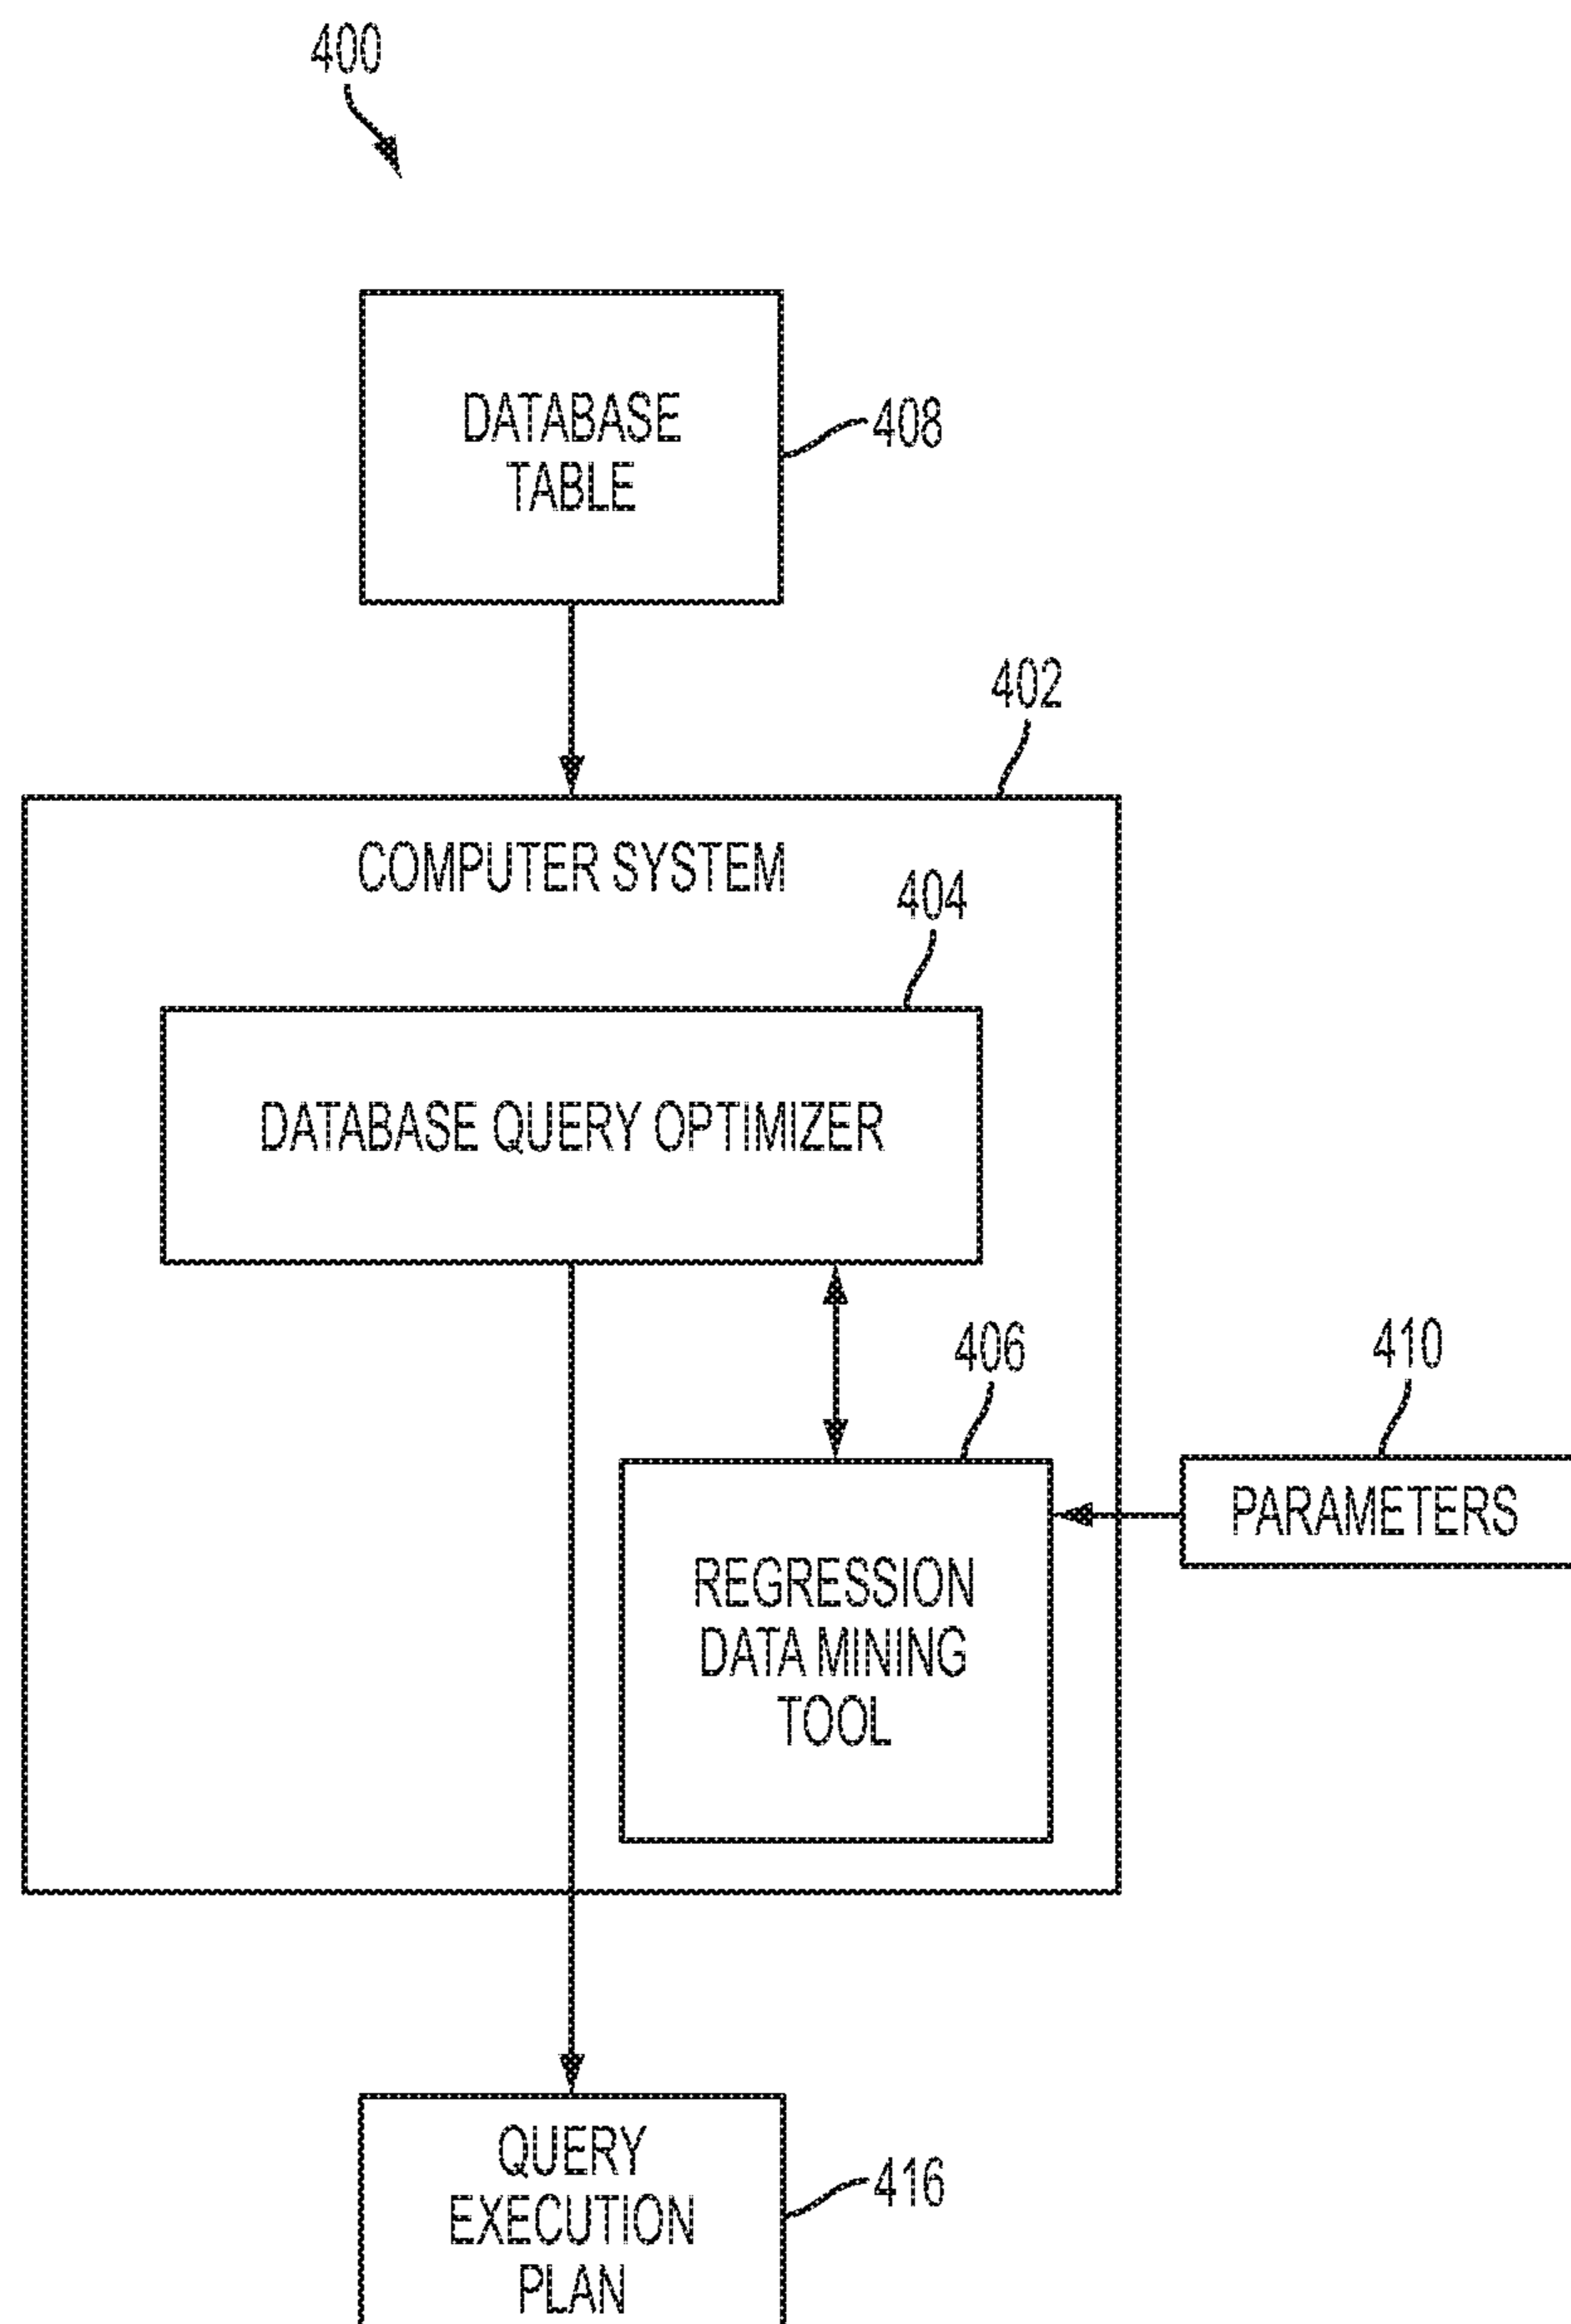 400
DATABASE
TABLE
408
402
COMPUTER SYSTEM
404
DATABASE QUERY OPTIMIZER
406
410
PARAMETERS
REGRESSION
DATA MINING
TOOL
QUERY
EXECUTION
PLAN
416